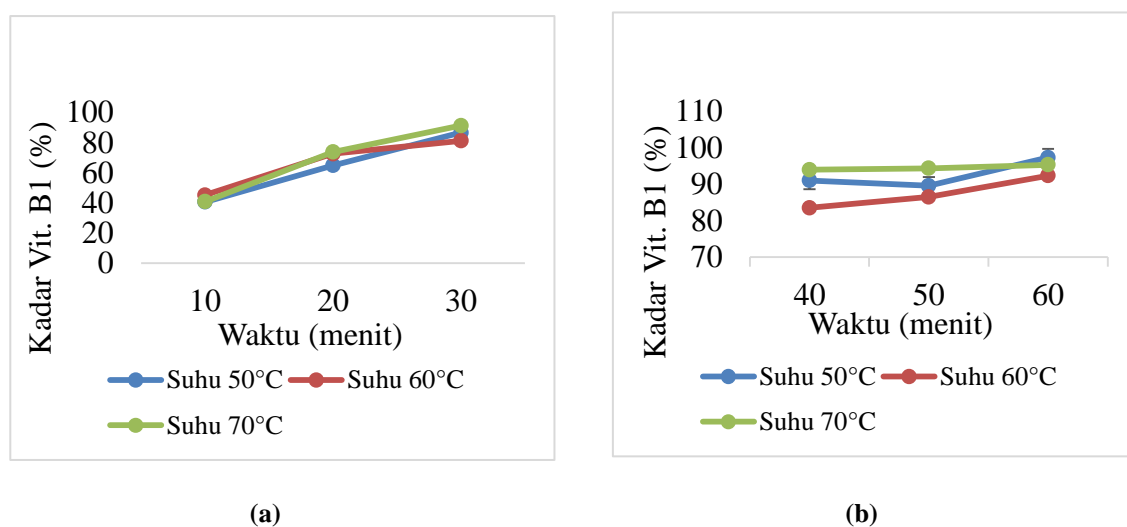 Kadar Vit. B1 (%)
100
80
60
40
20
0
10 20 30
Waktu (menit)
Suhu 50°C Suhu 60°C
Suhu 70°C
(a)
Kadar Vit. B1 (%)
110
100
90
80
70
40 50 60
Waktu (menit)
Suhu 50°C Suhu 60°C
Suhu 70°C
(b)